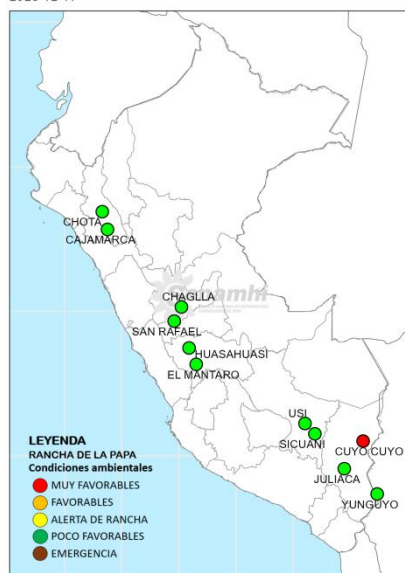 CHOTA
CAJAMARCA
CHAGLLA
SAN RAFAEL
HUASAHUASI
EL MANTARO
USI
SICUANI
CUYO CUYO
JULIACA
YUNGUYO
LEYENDA
RANCHA DE LA PAPA
Condiciones ambientales
MUY FAVORABLES
FAVORABLES
ALERTA DE RANCHA
POCO FAVORABLES
EMERGENCIA